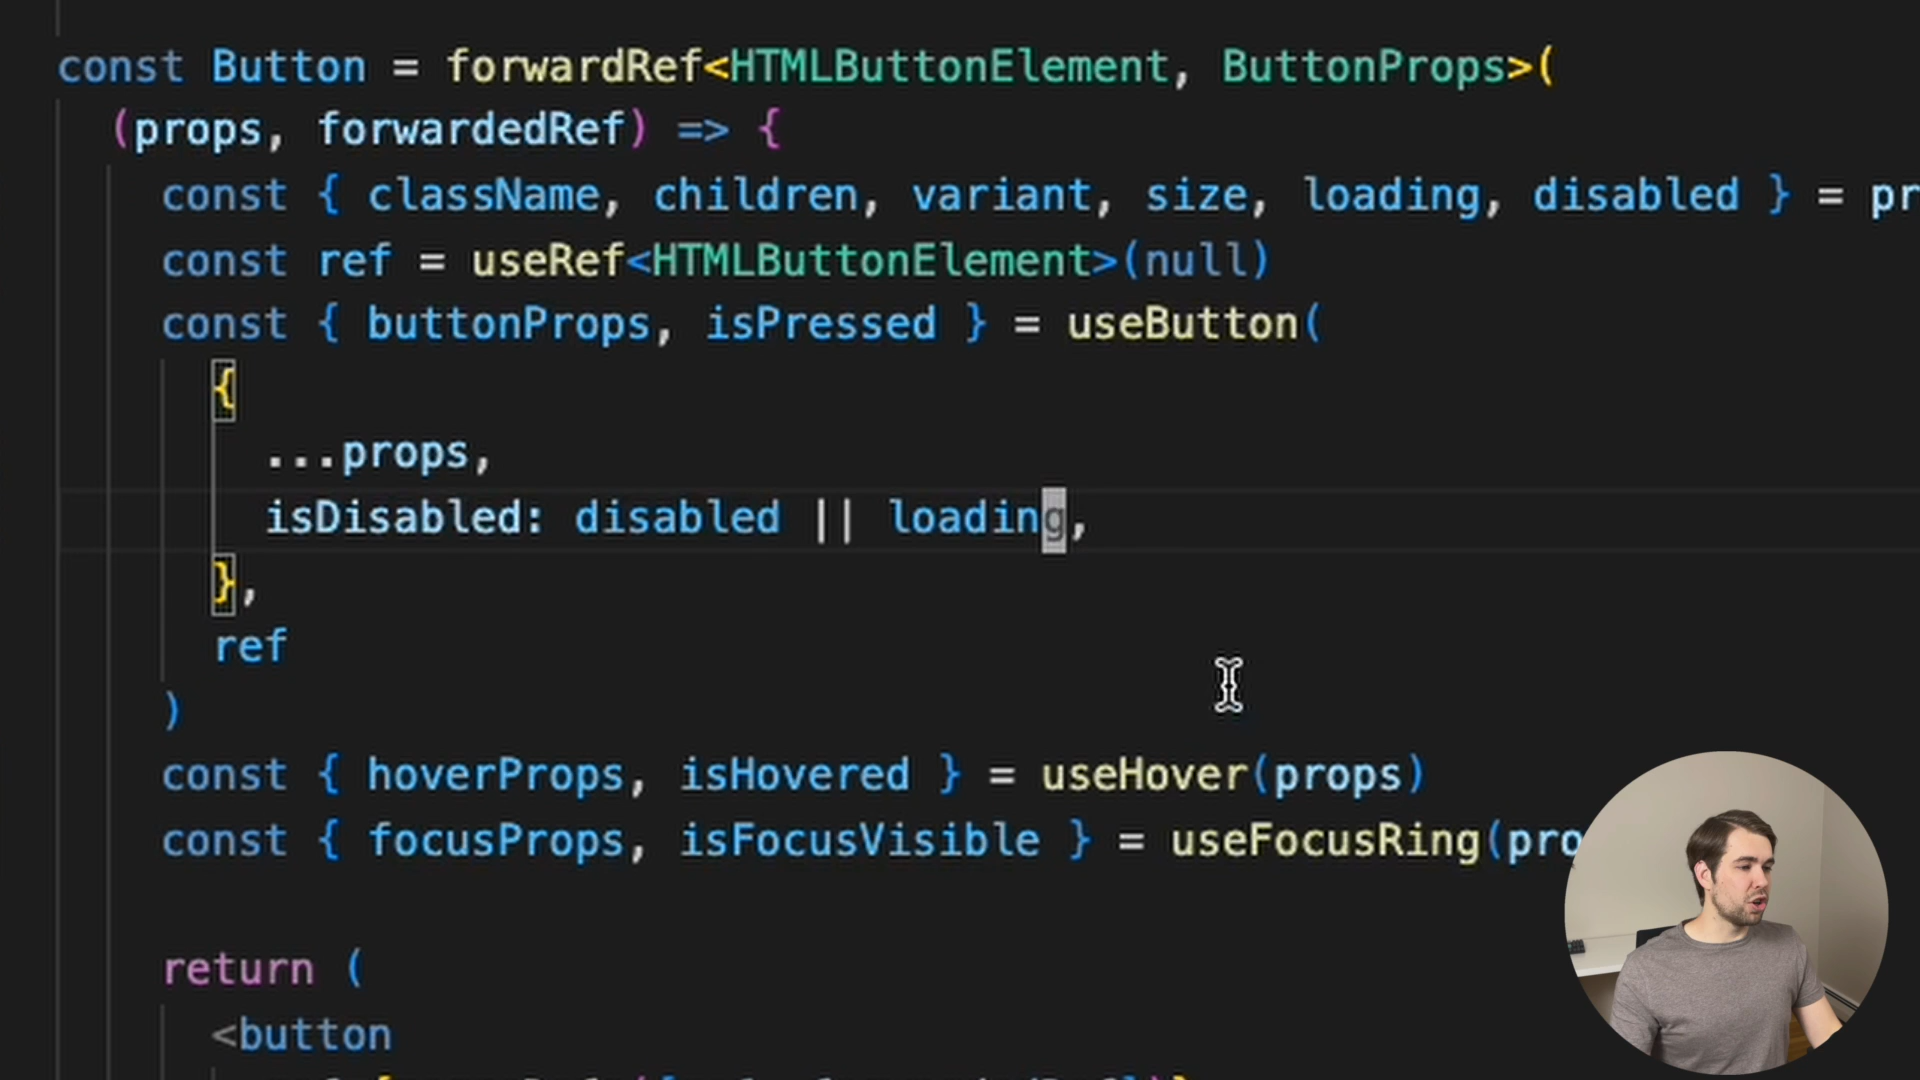 const Button = forwardRef<HTMLButtonElement, ButtonProps>(
(props, forwardedRef) => {
const { className, children, variant, size, loading, disabled } = pr
const ref = useRef<HTMLButtonElement>(null)
const { buttonProps, isPressed } = useButton(
{
...props,
isDisabled: disabled || loading,
},
ref
)
const { hoverProps, isHovered } = useHover(props)
const { focusProps, isFocusVisible } = useFocusRing(pro
return (
<button